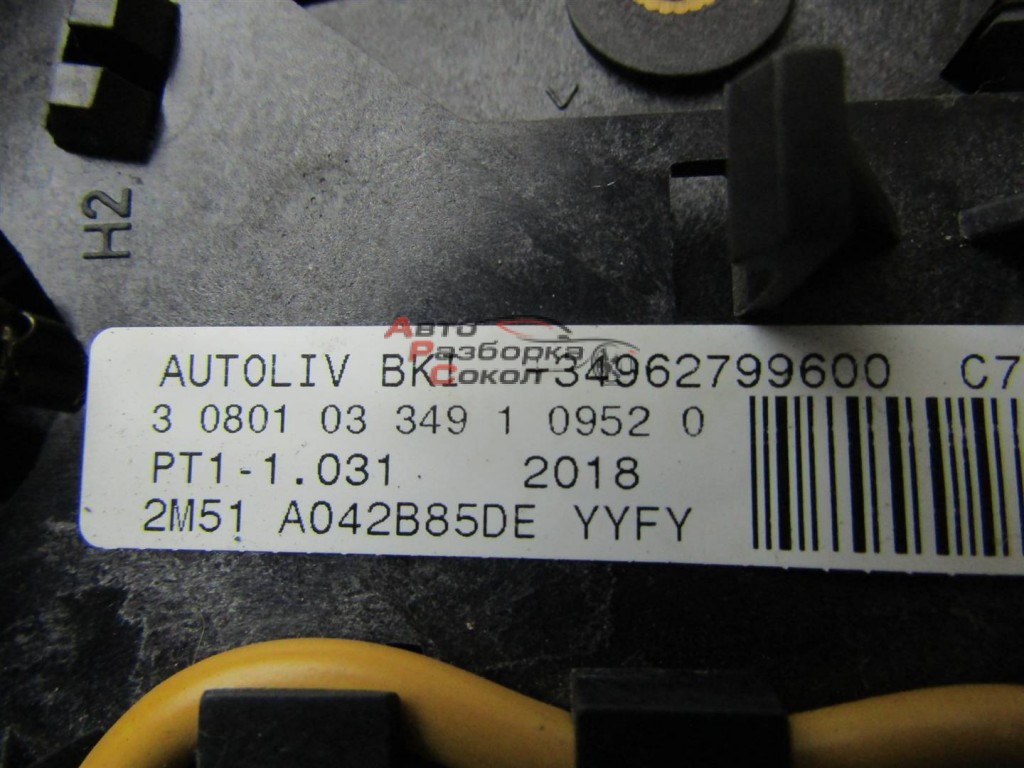 H2
Авто
Разборка
Сокол
AUTOLIV -34962799600 C7
3 0801 03 349 1 0952 0
PT1-1.031 2018
2M51 A042B85DE YYFY